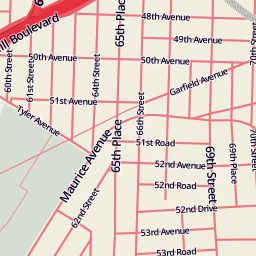 48th Avenue
49th Avenue
50th Avenue
50th Avenue
Boulevard
65th Place
70th Street
60th Street
61st Street
64th Street
Garfield Avenue
51st Avenue
Tyler Avenue
66th Street
Maurice Avenue
65th Place
51st Road
52nd Avenue
69th Street
69th Place
52nd Road
62nd Street
52nd Drive
53rd Avenue
53rd Road